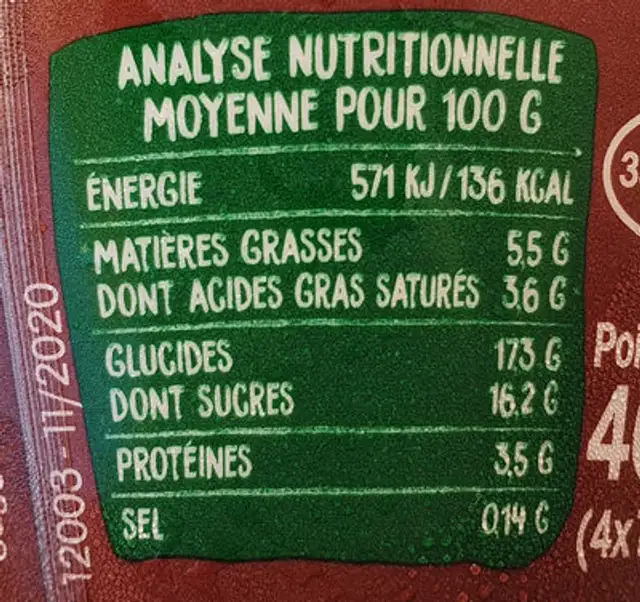 ANALYSE NUTRITIONNELLE
MOYENNE POUR 100 G
ÉNERGIE 571 KJ/136 KCAL
MATIÈRES GRASSES 5,5 G
DONT ACIDES GRAS SATURÉS 3,6 G
GLUCIDES 17,3 G
DONT SUCRES 16,2 G
PROTÉINES 3,5 G
SEL 0,14 G
12003 - 11/2020
(4x